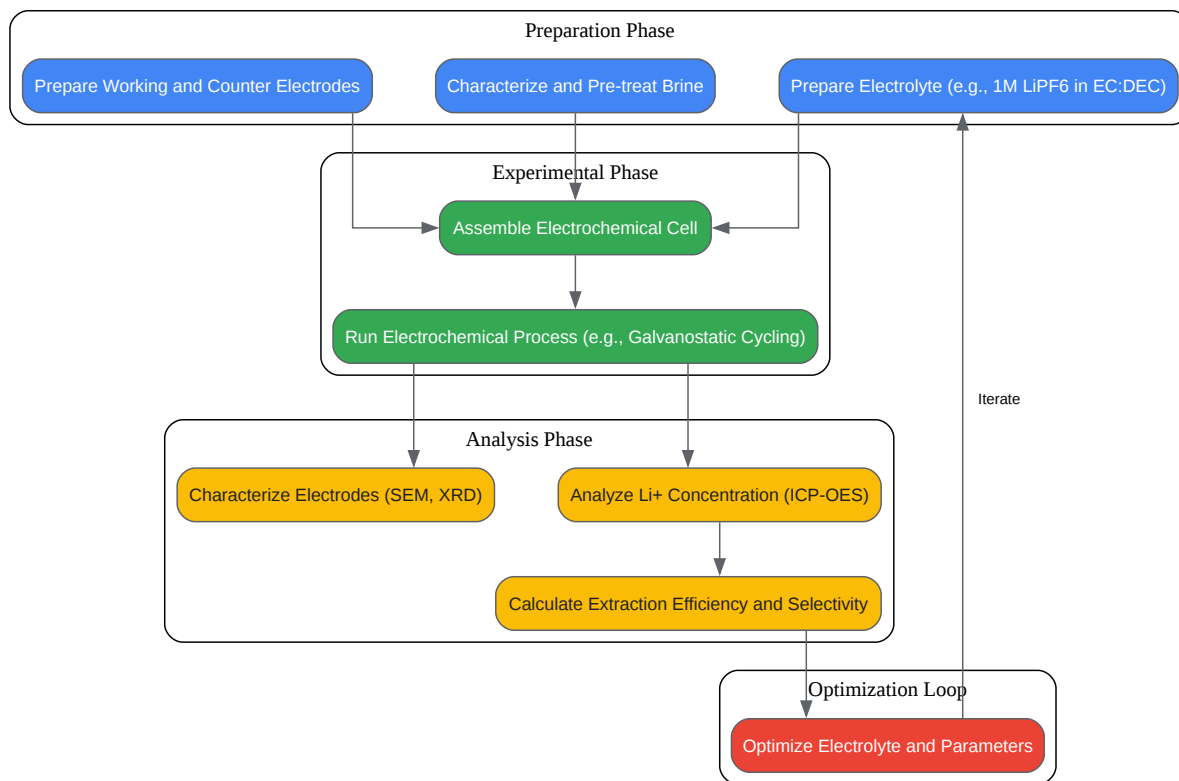 Preparation Phase
Prepare Working and Counter Electrodes
Characterize and Pre-treat Brine
Prepare Electrolyte (e.g., 1M LiPF6 in EC:DEC)
Experimental Phase
Assemble Electrochemical Cell
Run Electrochemical Process (e.g., Galvanostatic Cycling)
Iterate
Analysis Phase
Characterize Electrodes (SEM, XRD)
Analyze Li+ Concentration (ICP-OES)
Calculate Extraction Efficiency and Selectivity
Optimization Loop
Optimize Electrolyte and Parameters